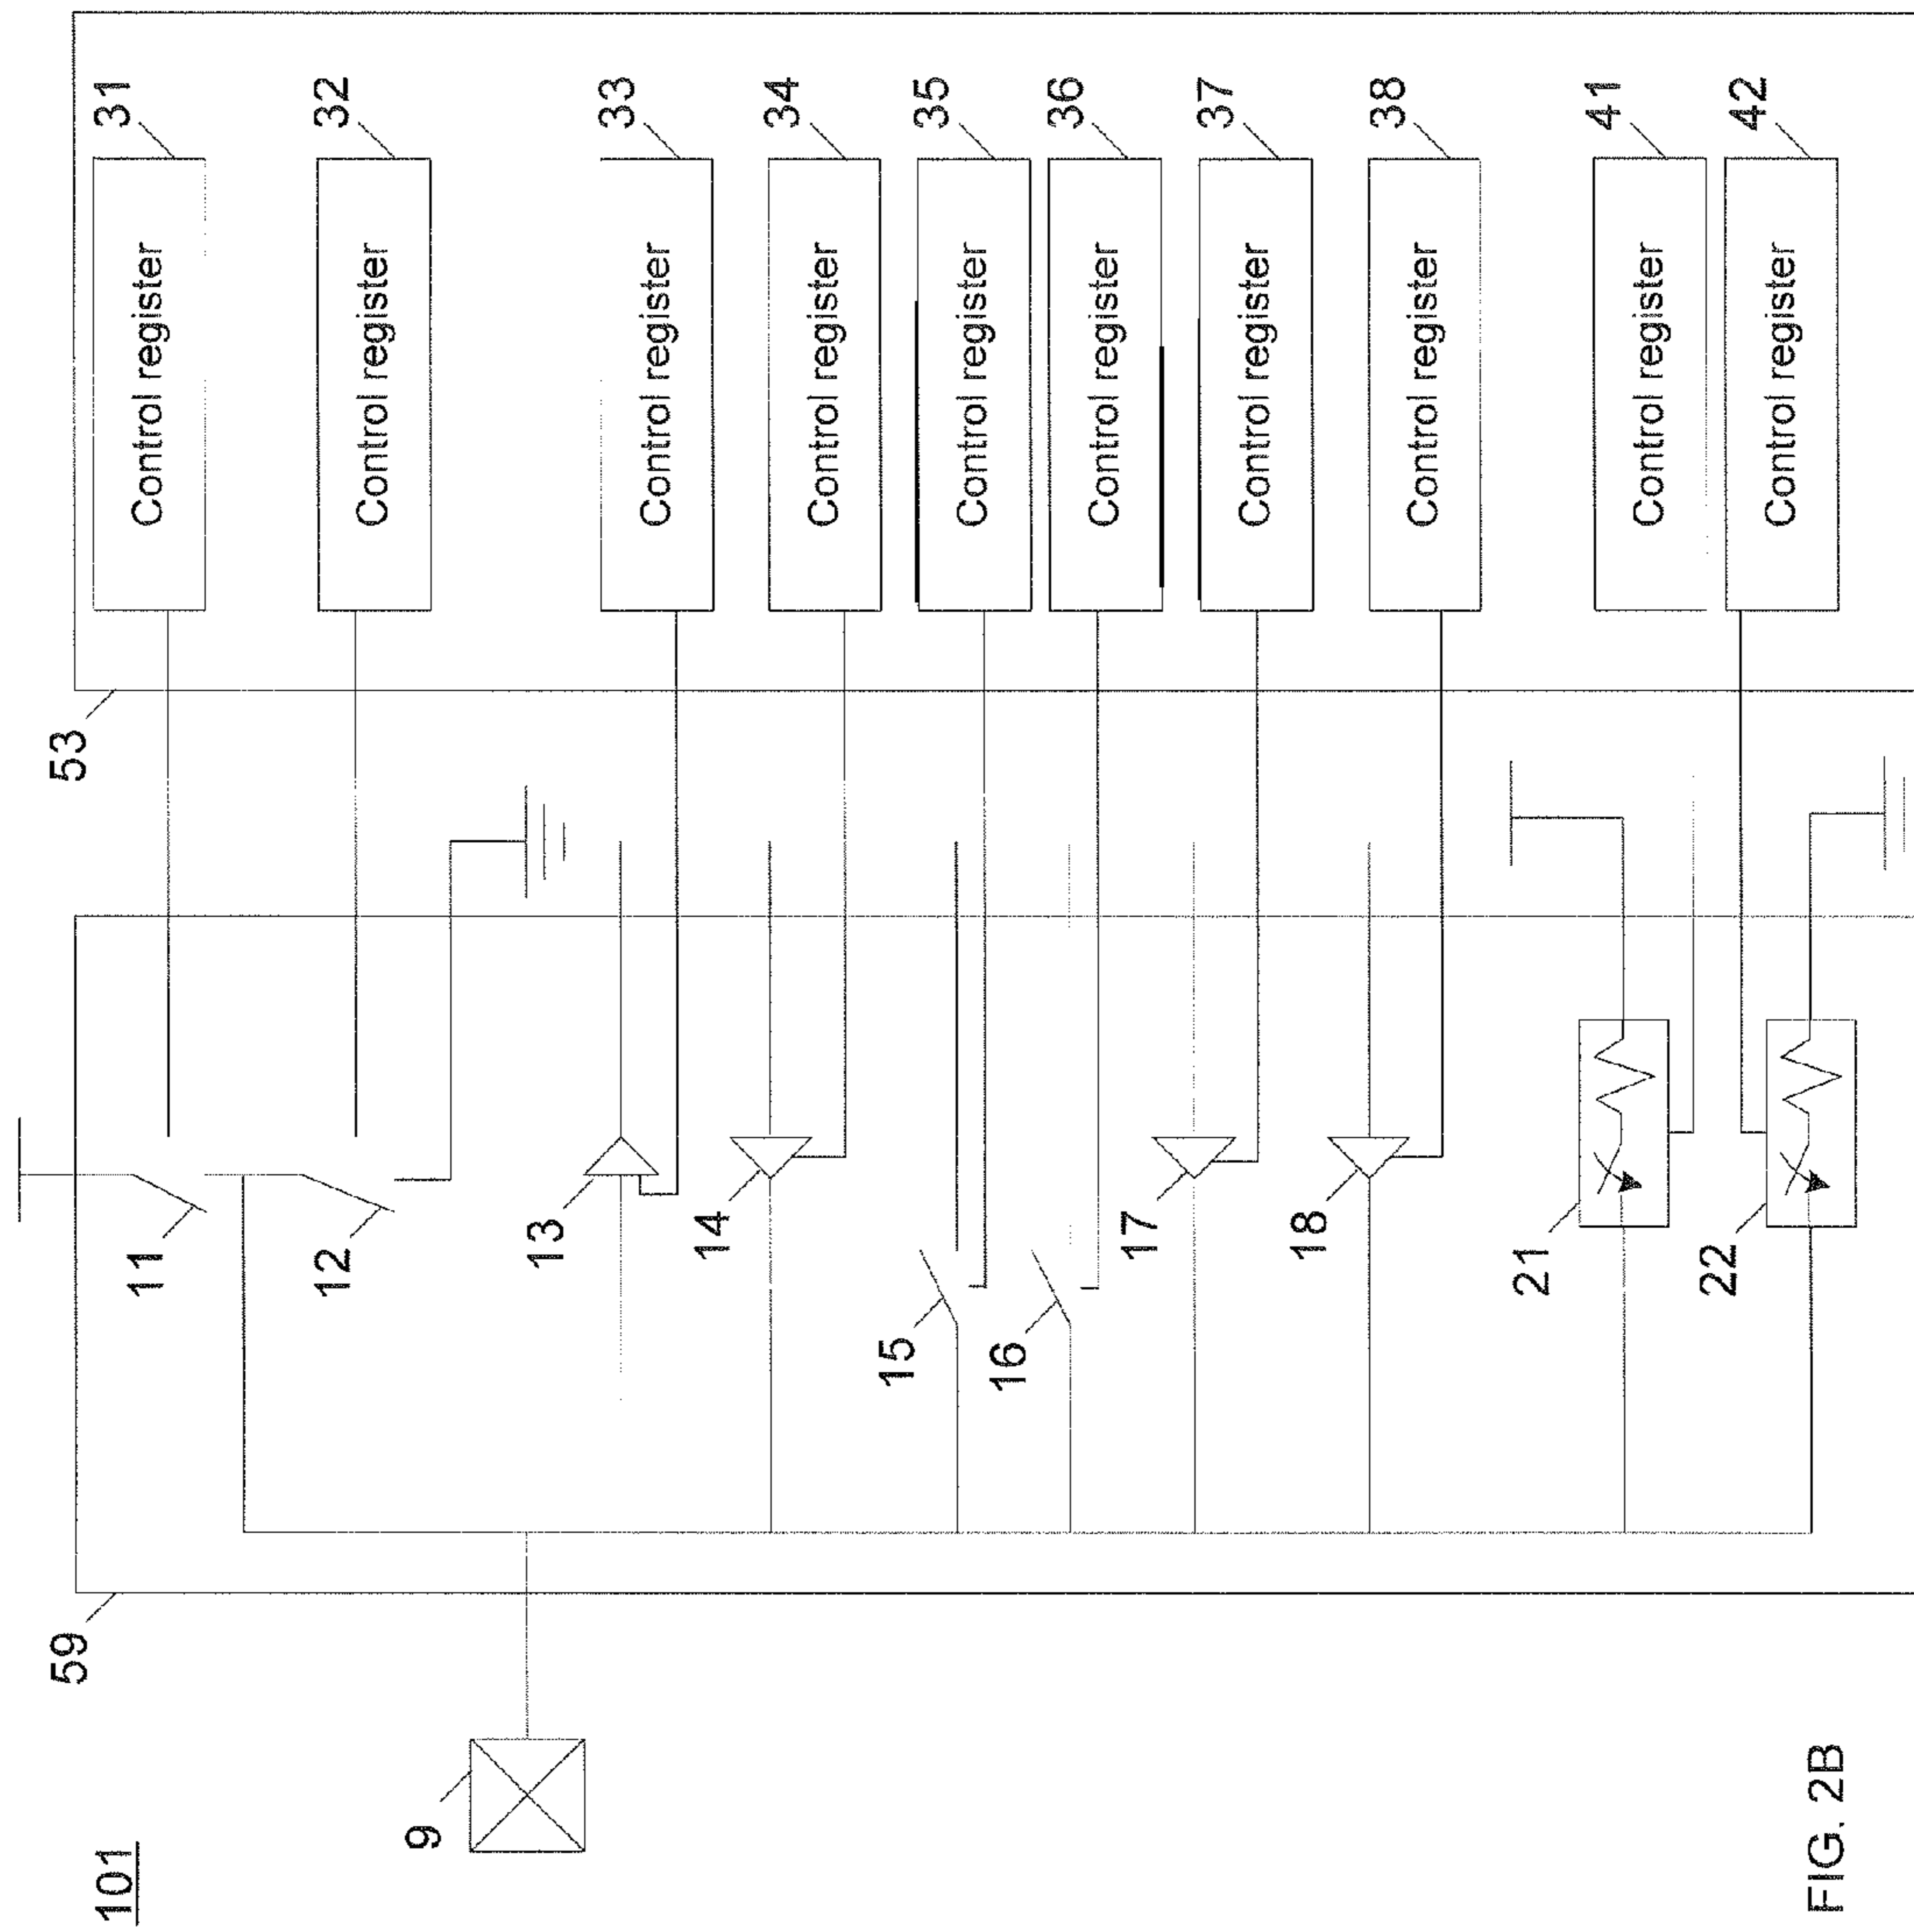 101
9
59
11
12
13
14
15
16
17
18
21
22
53
Control register
31
Control register
32
Control register
33
Control register
34
Control register
35
Control register
36
Control register
37
Control register
38
Control register
41
Control register
42
FIG. 2B